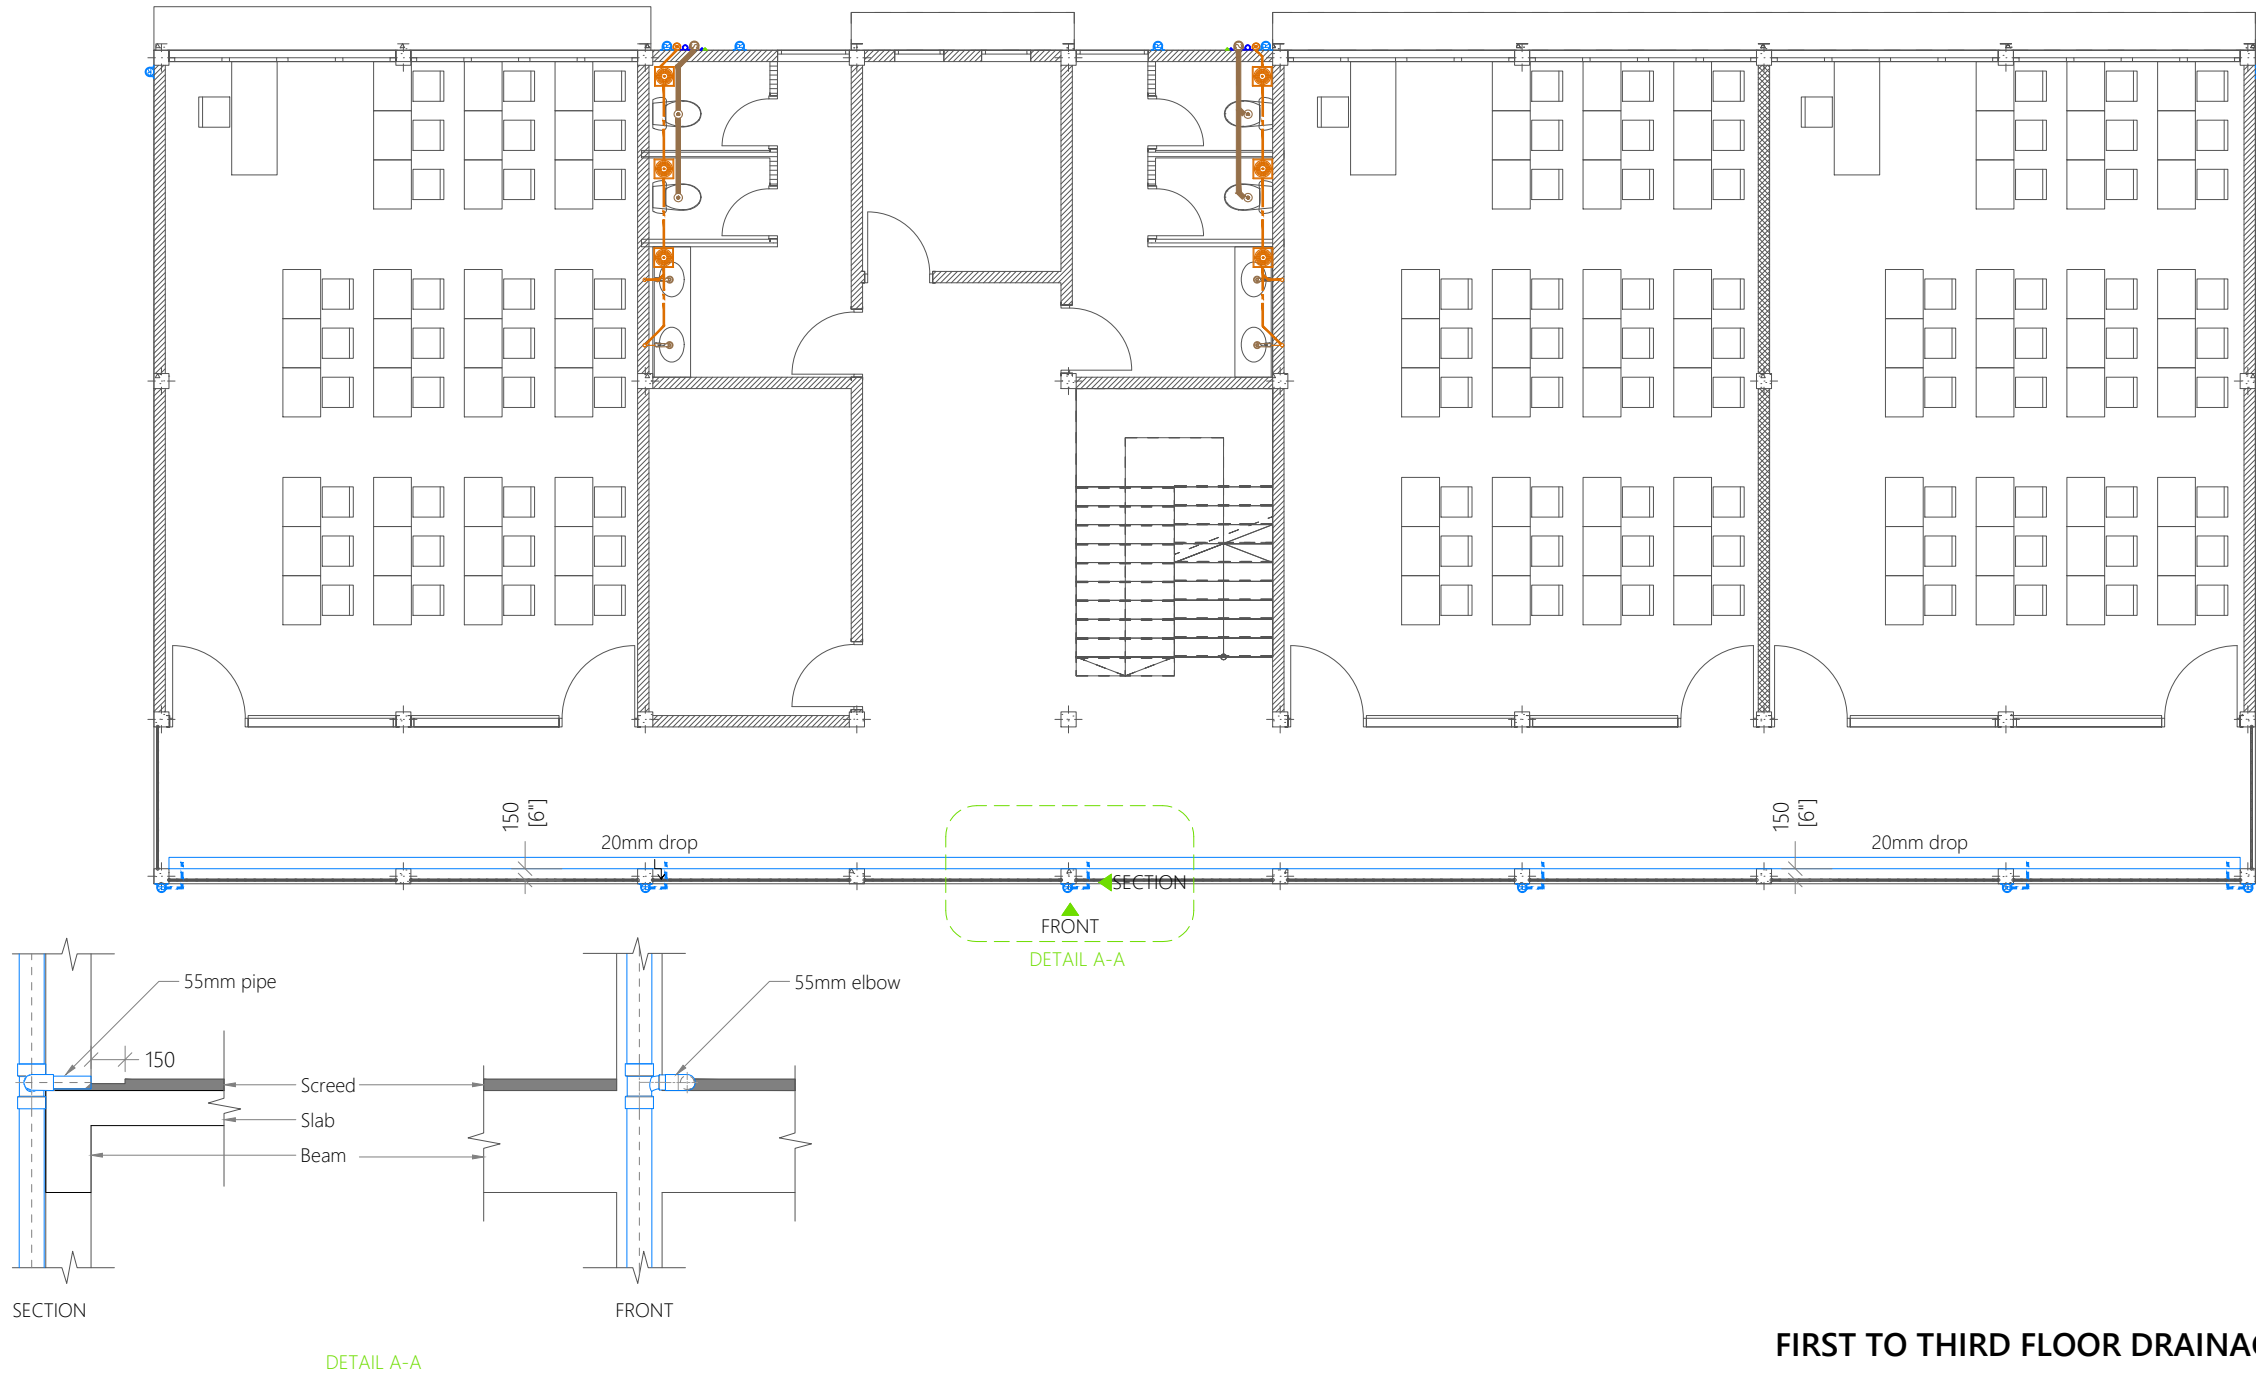 150
[6"]
20mm drop
150
[6"]
20mm drop
SECTION
FRONT
DETAIL A-A
55mm pipe
150
55mm elbow
Screed
Slab
Beam
SECTION
FRONT
DETAIL A-A
FIRST TO THIRD FLOOR DRAINAG